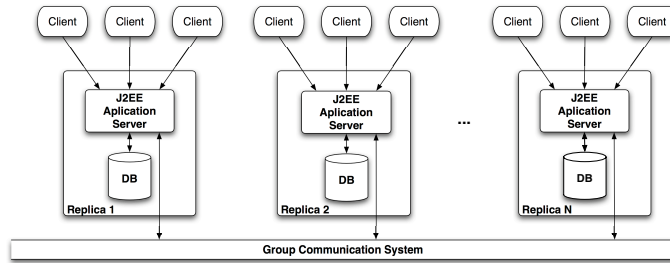 Client Client Client Client Client Client Client Client Client
J2EE
Aplication
Server
J2EE
Aplication
Server
...
J2EE
Aplication
Server
DB
DB
DB
Replica 1
Replica 2
Replica N
Group Communication System